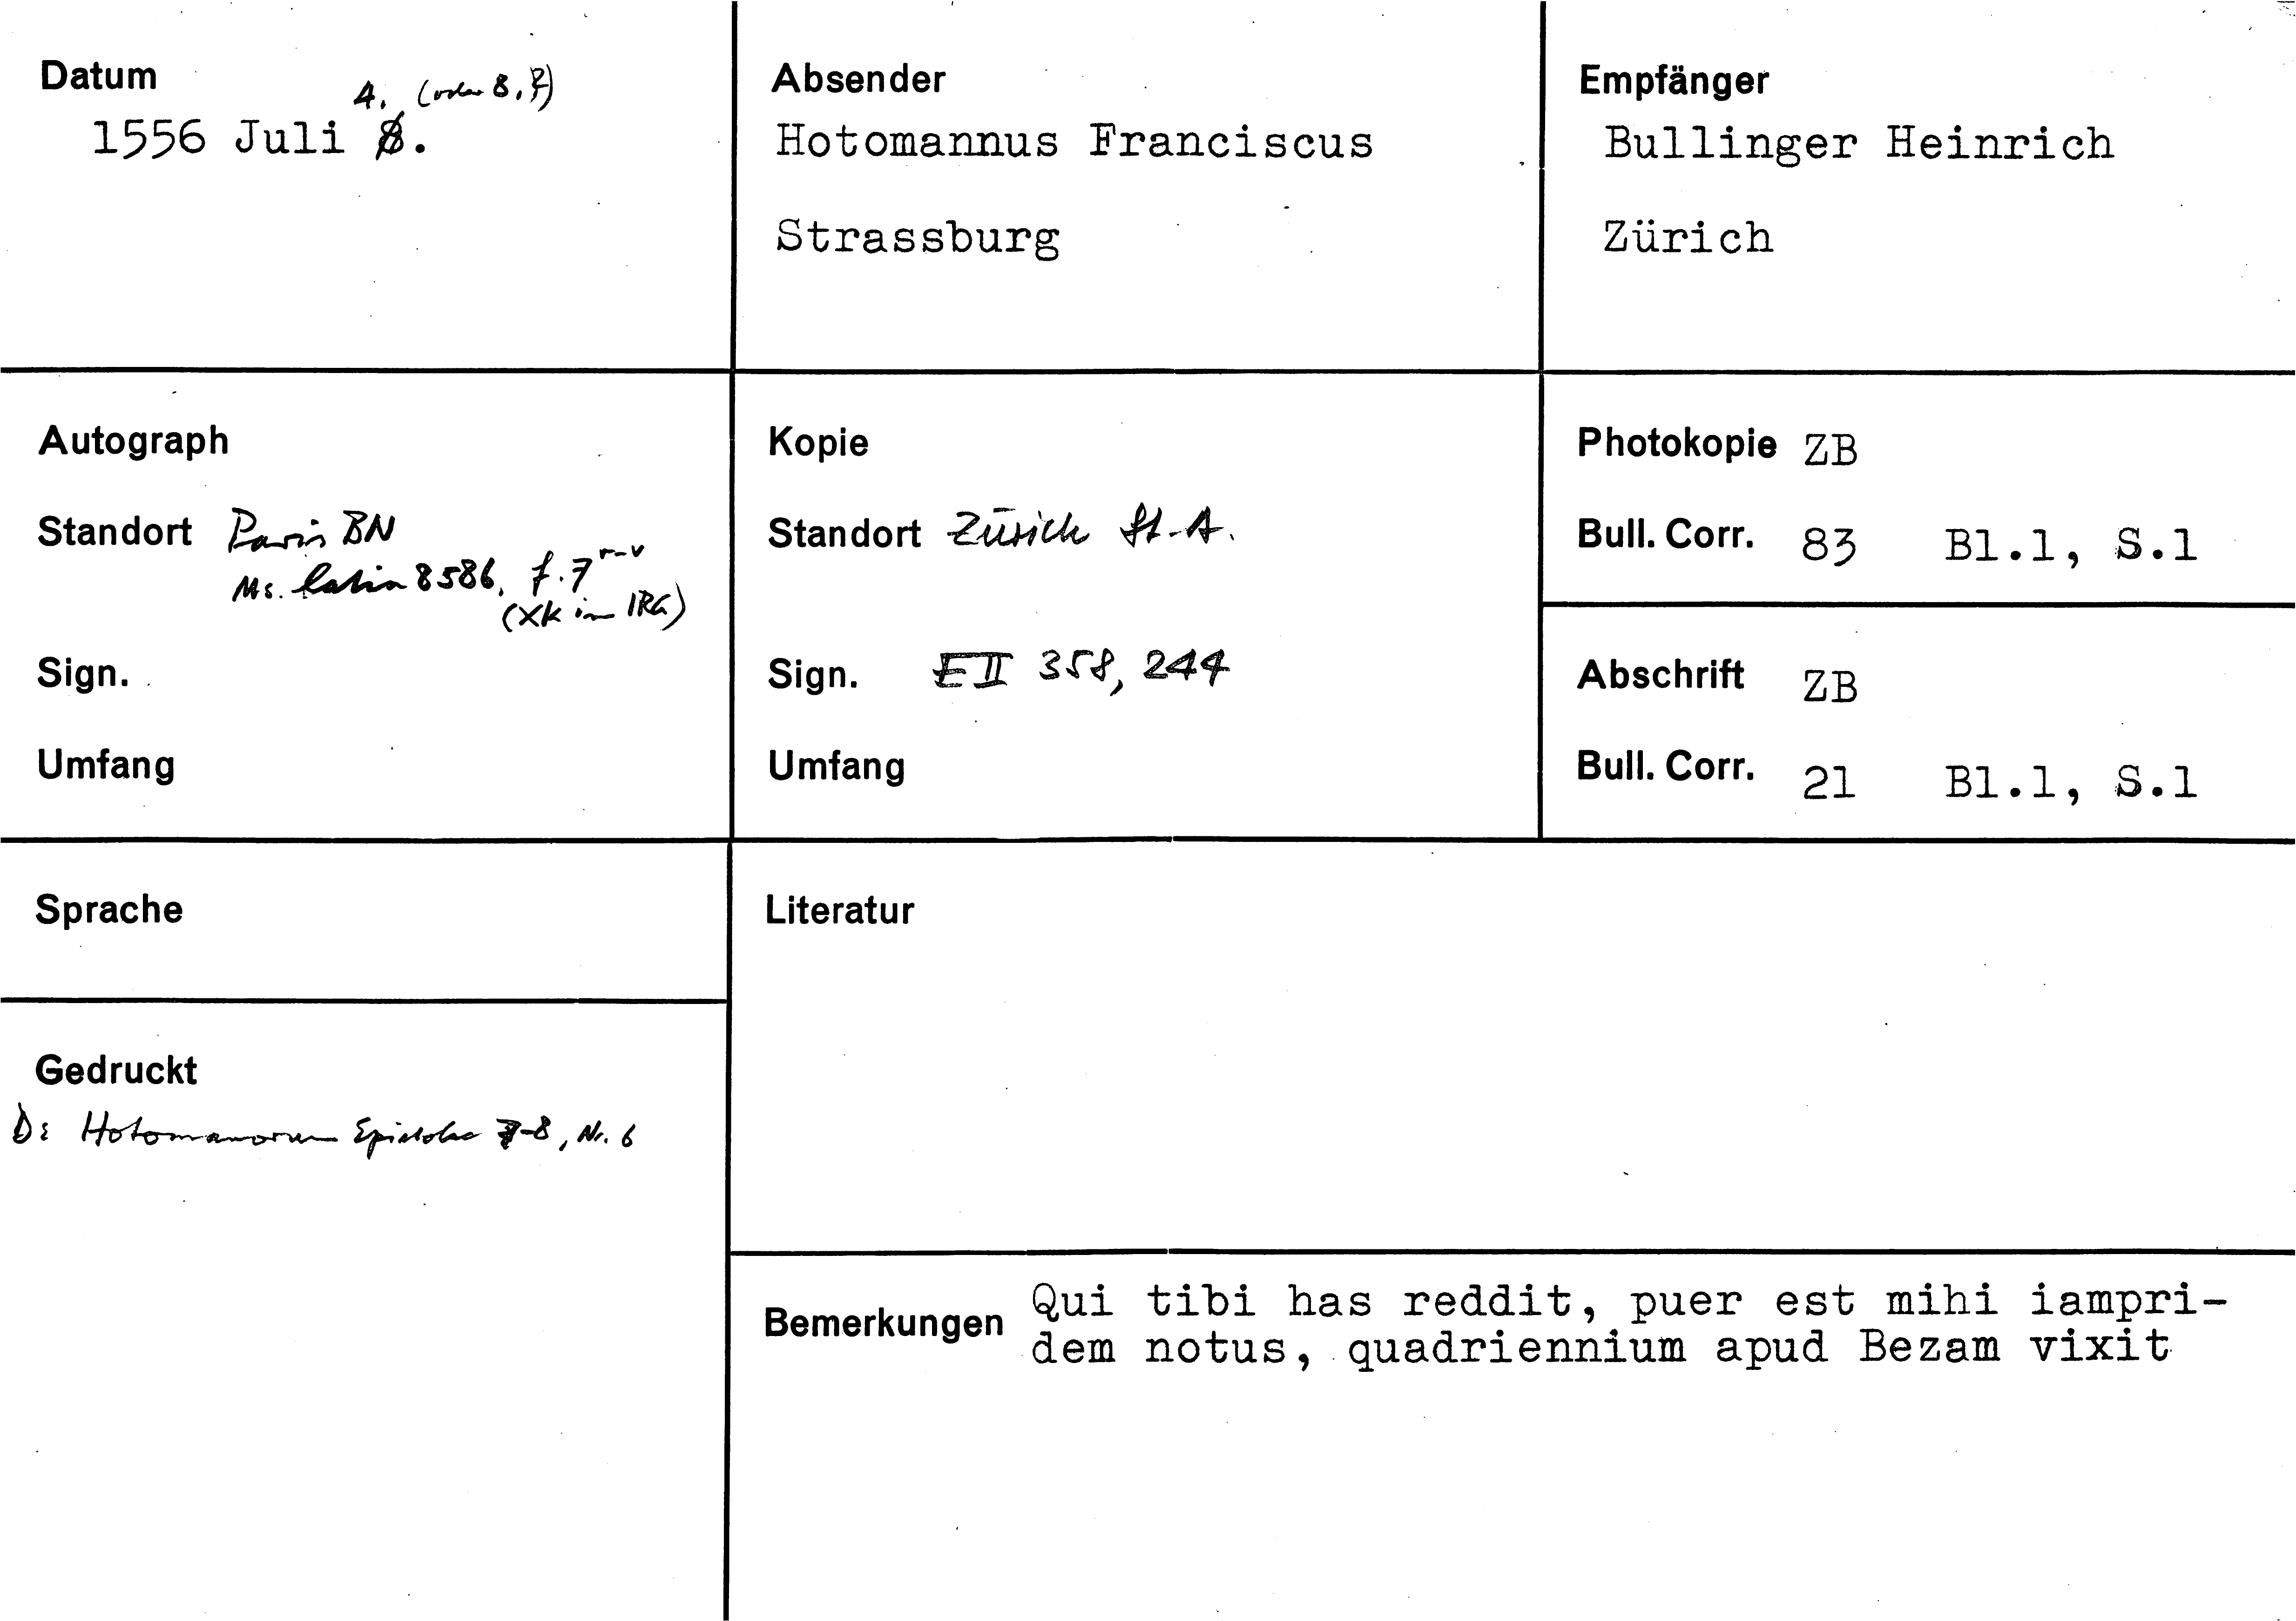 Datum
4. (oder 8.?)
1556 Juli 8.
Absender
Hotomannus Franciscus
Strassburg
Empfänger
Bullinger Heinrich
Zürich
Autograph
Standort Paris BN
Ms. latin 8586, f. 7 r-v
(XK im IRG)
Sign.
Umfang
Kopie
Standort Zürich St.A.
Sign. E II 358, 244
Umfang
Photokopie ZB
Bull. Corr. 83 Bl.1, S.1
Abschrift ZB
Bull. Corr. 21 Bl.1, S.1
Sprache
Gedruckt
D: Hotomanorum Epistolae 7-8, Nr. 6
Literatur
Bemerkungen Qui tibi has reddit, puer est mihi iampri-
dem notus, quadriennium apud Bezam vixit